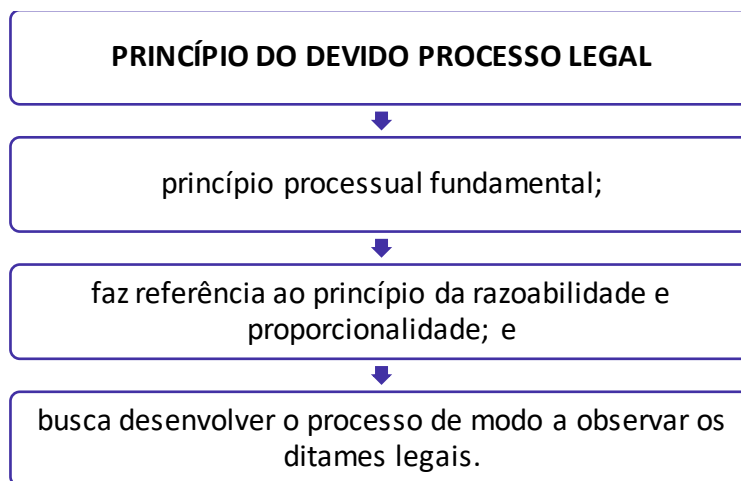 PRINCÍPIO DO DEVIDO PROCESSO LEGAL
princípio processual fundamental;
faz referência ao princípio da razoabilidade e
proporcionalidade; e
busca desenvolver o processo de modo a observar os
ditames legais.